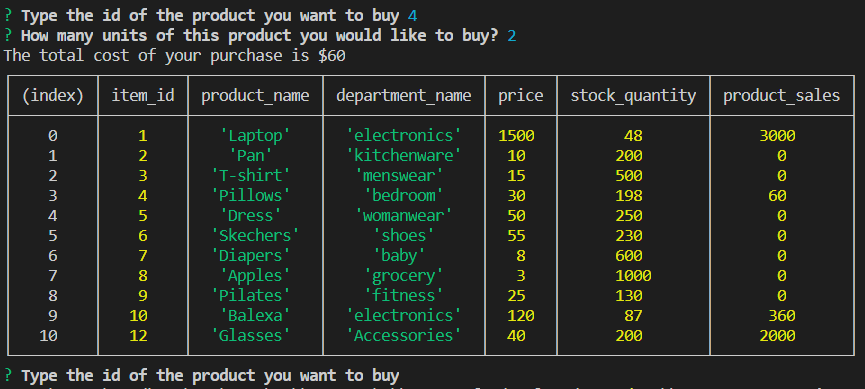 ? Type the id of the product you want to buy 4
? How many units of this product you would like to buy? 2
The total cost of your purchase is $60
(index) item_id product_name department_name price stock_quantity product_sales
0 1 'Laptop' 'electronics' 1500 48 3000
1 2 'Pan' 'kitchenware' 10 200 0
2 3 'T-shirt' 'menswear' 15 500 0
3 4 'Pillows' 'bedroom' 30 198 60
4 5 'Dress' 'womanwear' 50 250 0
5 6 'Skechers' 'shoes' 55 230 0
6 7 'Diapers' 'baby' 8 600 0
7 8 'Apples' 'grocery' 3 1000 0
8 9 'Pilates' 'fitness' 25 130 0
9 10 'Balexa' 'electronics' 120 87 360
10 12 'Glasses' 'Accessories' 40 200 2000
? Type the id of the product you want to buy